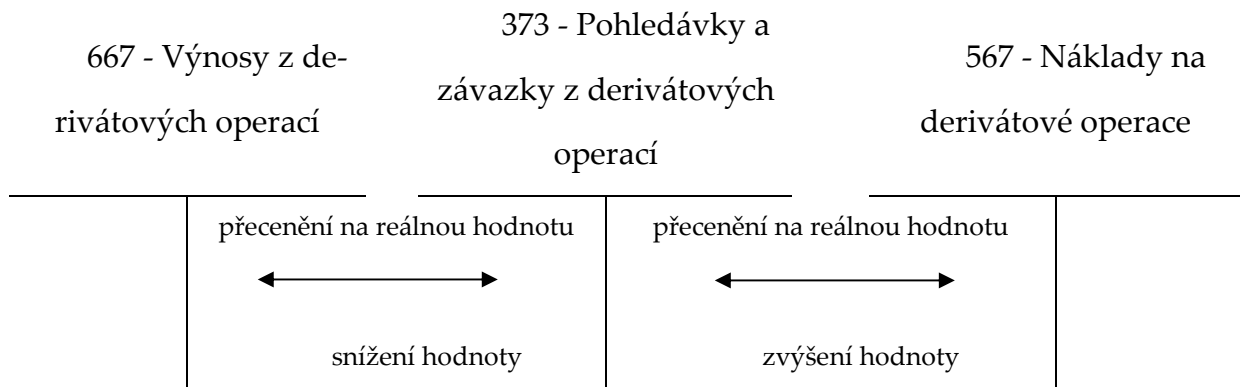 667 - Výnosy z de-
rivátových operací
373 - Pohledávky a
závazky z derivátových
operací
567 - Náklady na
derivátové operace
přecenění na reálnou hodnotu
přecenění na reálnou hodnotu
snížení hodnoty
zvýšení hodnoty